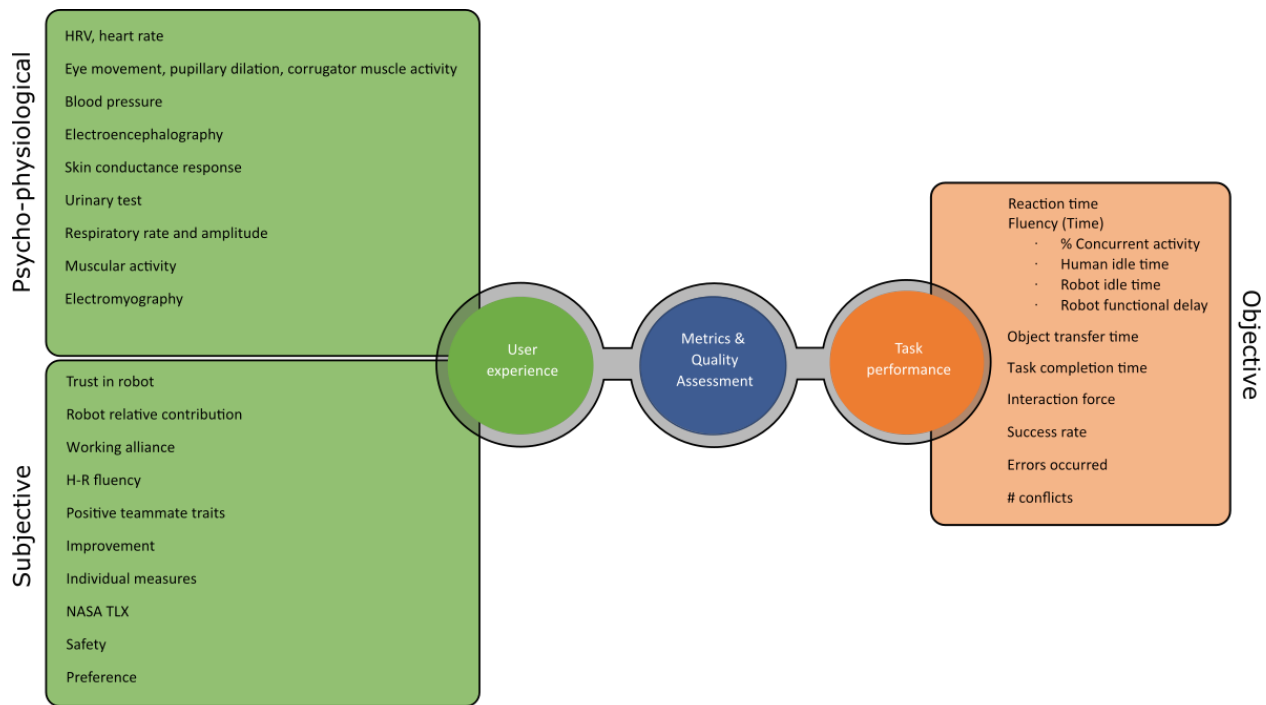 Psycho-physiological
HRV, heart rate
Eye movement, pupillary dilation, corrugator muscle activity
Blood pressure
Electroencephalography
Skin conductance response
Urinary test
Respiratory rate and amplitude
Muscular activity
Electromyography
Subjective
Trust in robot
Robot relative contribution
Working alliance
H-R fluency
Positive teammate traits
Improvement
Individual measures
NASA TLX
Safety
Preference
User
experience
Metrics &
Quality
Assessment
Task
performance
Reaction time
Fluency (Time)
· % Concurrent activity
· Human idle time
· Robot idle time
· Robot functional delay
Object transfer time
Task completion time
Interaction force
Success rate
Errors occurred
# conflicts
Objective